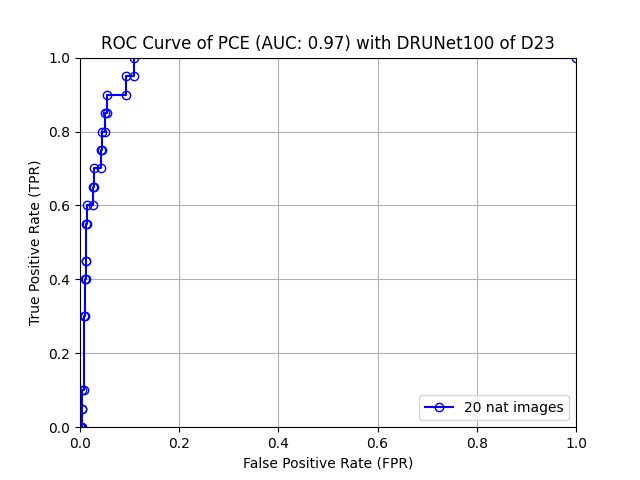 ROC Curve of PCE (AUC: 0.97) with DRUNet100 of D23
True Positive Rate (TPR)
1.0
0.8
0.6
0.4
0.2
0.0
20 nat images
0.0 0.2 0.4 0.6 0.8 1.0
False Positive Rate (FPR)